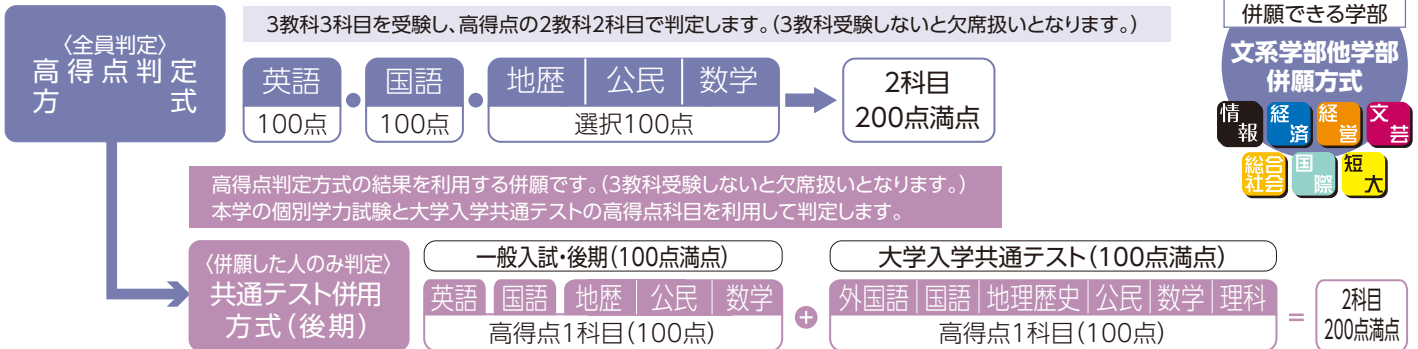 〈全員判定〉
高得点判定
方式
3教科3科目を受験し、高得点の2教科2科目で判定します。(3教科受験しないと欠席扱いとなります。)
英語
100点
国語
100点
地歴 公民 数学
選択100点
2科目
200点満点
併願できる学部
文系学部他学部
併願方式
情報 経済 経営 文芸
総合社会 国際 短大
高得点判定方式の結果を利用する併願です。(3教科受験しないと欠席扱いとなります。)
本学の個別学力試験と大学入学共通テストの高得点科目を利用して判定します。
〈併願した人のみ判定〉
共通テスト併用
方式(後期)
一般入試・後期(100点満点)
英語 国語 地歴 公民 数学
高得点1科目(100点)
+
大学入学共通テスト(100点満点)
外国語 国語 地理歴史 公民 数学 理科
高得点1科目(100点)
=
2科目
200点満点